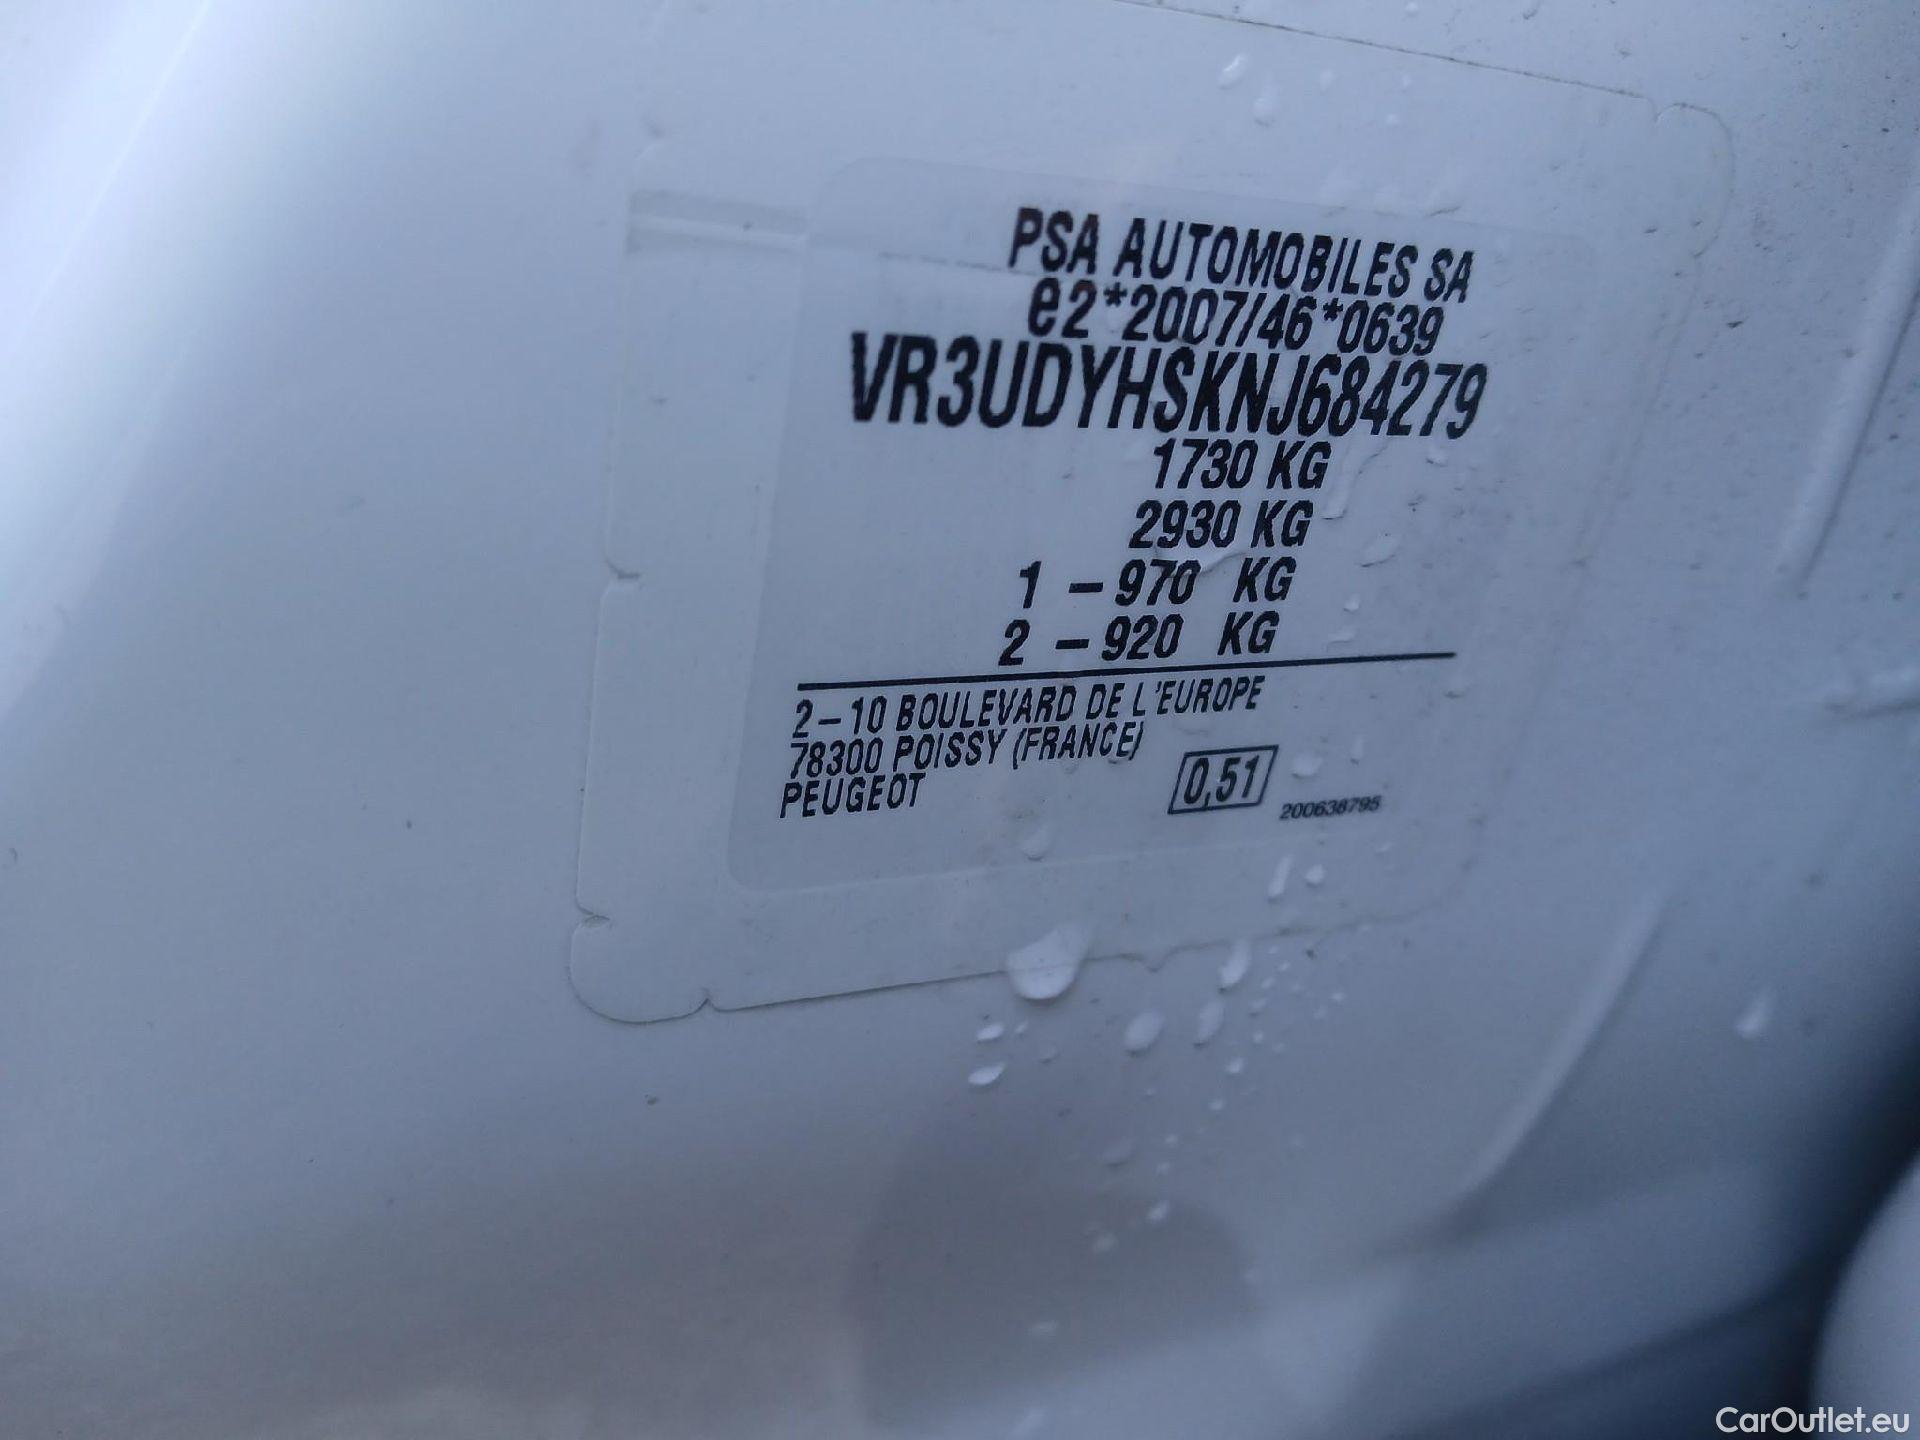 PSA AUTOMOBILES SA
e2*2007/46*0639
VR3UDYHSKNJ684279
1730 KG
2930 KG
1 – 970 KG
2 – 920 KG
2–10 BOULEVARD DE L'EUROPE
78300 POISSY (FRANCE)
PEUGEOT
0,51
200638795
CarOutlet.eu